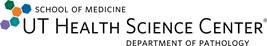 SCHOOL OF MEDICINE
UT HEALTH SCIENCE CENTER®
DEPARTMENT OF PATHOLOGY